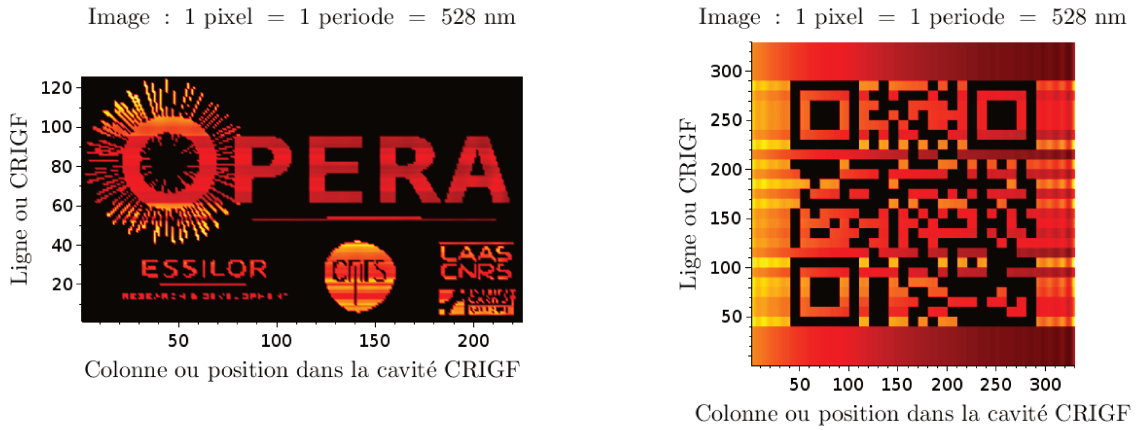 Image : 1 pixel = 1 periode = 528 nm
Ligne ou CRIGF
120
100
80
60
40
20
OPERA
ESSILOR
RESEARCH & DEVELOPMENT
CNRS
LAAS
CNRS
50
100
150
200
Colonne ou position dans la cavité CRIGF
Image : 1 pixel = 1 periode = 528 nm
Ligne ou CRIGF
300
250
200
150
100
50
50
100
150
200
250
300
Colonne ou position dans la cavité CRIGF